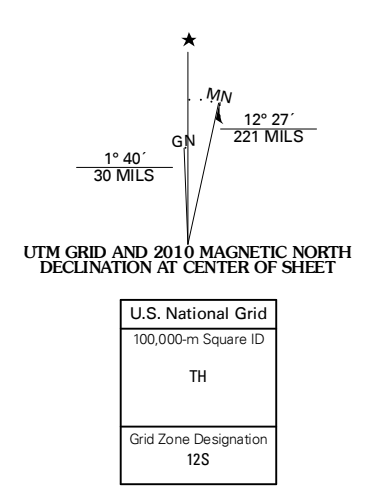 MN
12° 27´
221 MILS
GN
1° 40´
30 MILS
UTM GRID AND 2010 MAGNETIC NORTH
DECLINATION AT CENTER OF SHEET
U.S. National Grid
100,000-m Square ID
TH
Grid Zone Designation
12S